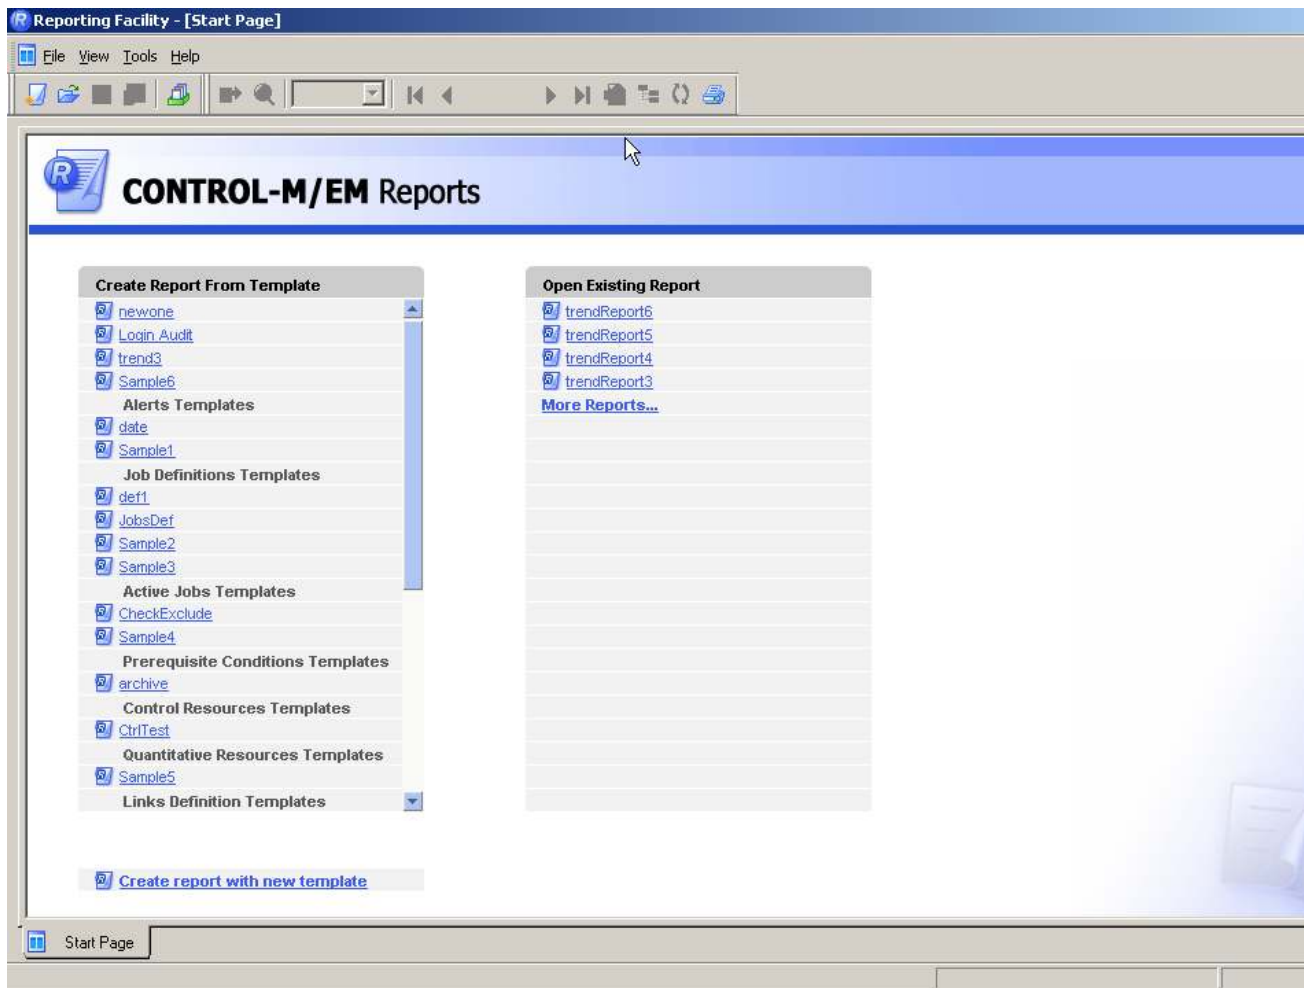 Reporting Facility - [Start Page]
File View Tools Help
CONTROL-M/EM Reports
Create Report From Template
newone
Login Audit
trend3
Sample6
Alerts Templates
date
Sample1
Job Definitions Templates
def1
JobsDef
Sample2
Sample3
Active Jobs Templates
CheckExclude
Sample4
Prerequisite Conditions Templates
archive
Control Resources Templates
CtrlTest
Quantitative Resources Templates
Sample5
Links Definition Templates
Create report with new template
Open Existing Report
trendReport6
trendReport5
trendReport4
trendReport3
More Reports...
Start Page